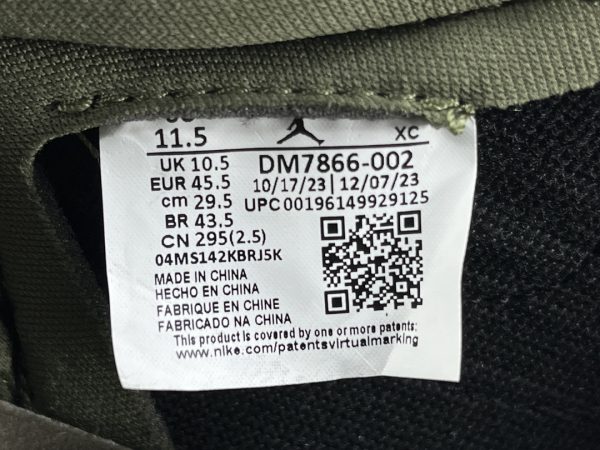 11.5
XC
UK 10.5
DM7866-002
EUR 45.5
10/17/23 | 12/07/23
cm 29.5
UPC 00196149929125
BR 43.5
CN 295(2.5)
04MS142KBRJ5K
MADE IN CHINA
HECHO EN CHINA
FABRIQUE EN CHINE
FABRICADO NA CHINA
This product is covered by one or more patents:
www.nike.com/patentsvirtualmarking